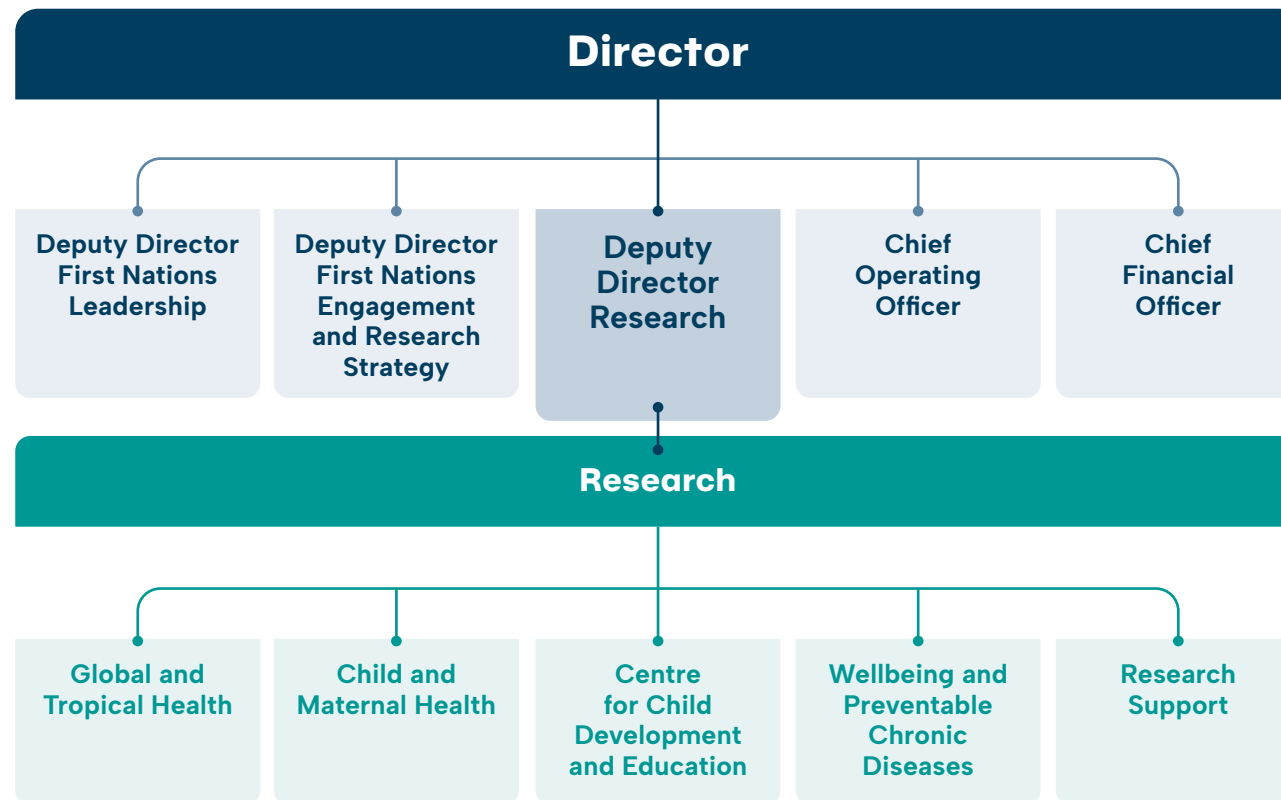 Director
Deputy Director
First Nations
Leadership
Deputy Director
First Nations
Engagement
and Research
Strategy
Deputy
Director
Research
Chief
Operating
Officer
Chief
Financial
Officer
Research
Global and
Tropical Health
Child and
Maternal Health
Centre
for Child
Development
and Education
Wellbeing and
Preventable
Chronic
Diseases
Research
Support